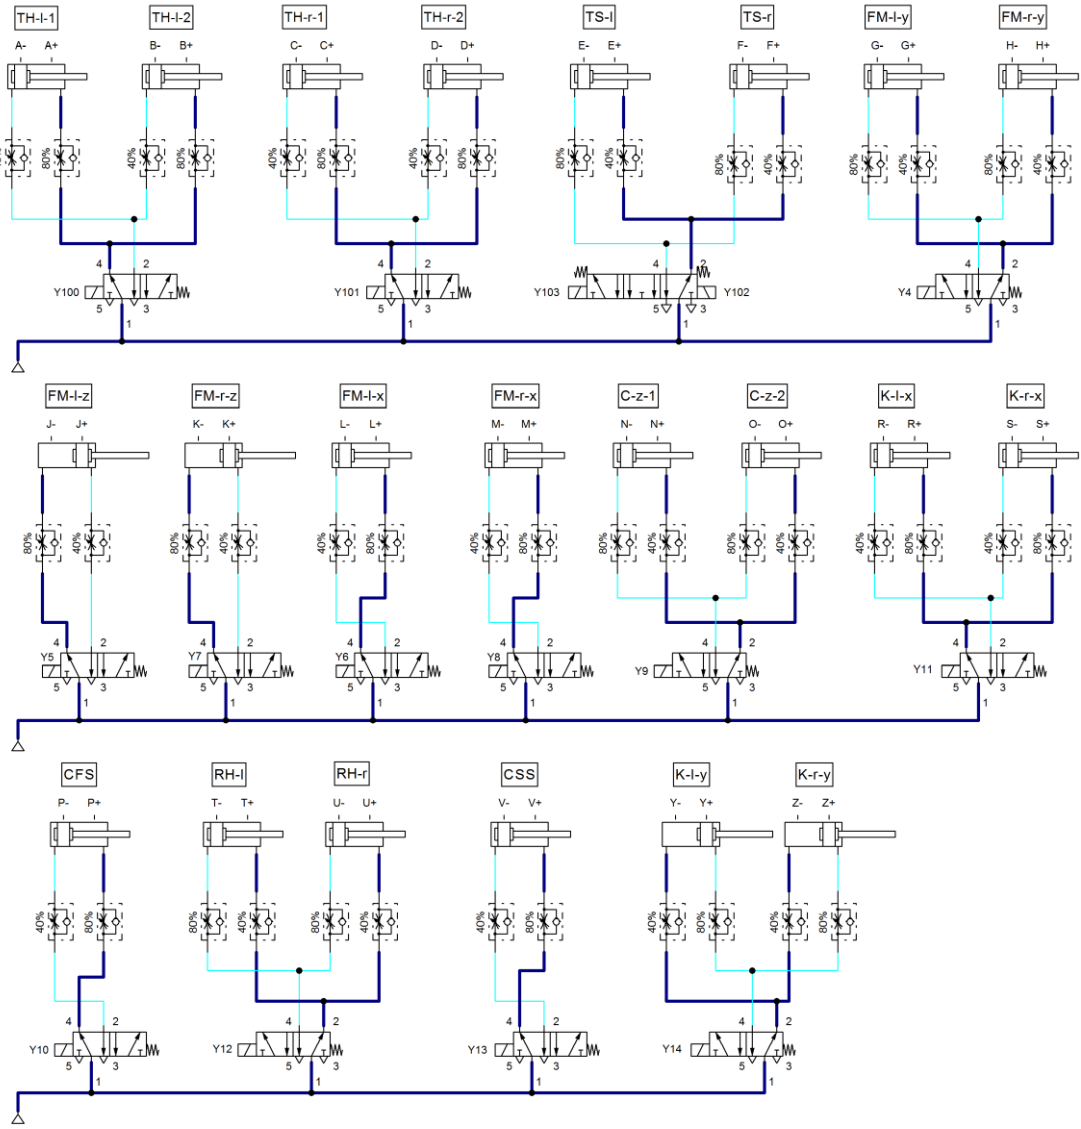 TH-l-1 TH-l-2 TH-r-1 TH-r-2 TS-l TS-r FM-l-y FM-r-y
A- A+ B- B+ C- C+ D- D+ E- E+ F- F+ G- G+ H- H+
80% 40% 80% 40% 80% 40% 80% 80% 40% 80% 40% 80% 40% 80% 40%
4 2 4 2 4 2 4 2
Y100 Y101 Y103 Y102 Y4
5 3 5 3 5 3 5 3
1 1 1 1
FM-l-z FM-r-z FM-l-x FM-r-x C-z-1 C-z-2 K-l-x K-r-x
J- J+ K- K+ L- L+ M- M+ N- N+ O- O+ R- R+ S- S+
80% 40% 80% 40% 40% 80% 40% 80% 80% 40% 80% 40% 40% 80% 40% 80%
4 2 4 2 4 2 4 2 4 2 4 2
Y5 Y7 Y6 Y8 Y9 Y11
5 3 5 3 5 3 5 3 5 3 5 3
1 1 1 1 1 1
CFS RH-l RH-r CSS K-l-y K-r-y
P- P+ T- T+ U- U+ V- V+ Y- Y+ Z- Z+
40% 80% 80% 40% 80% 40% 40% 80% 40% 80% 40% 80%
4 2 4 2 4 2 4 2
Y10 Y12 Y13 Y14
5 3 5 3 5 3 5 3
1 1 1 1